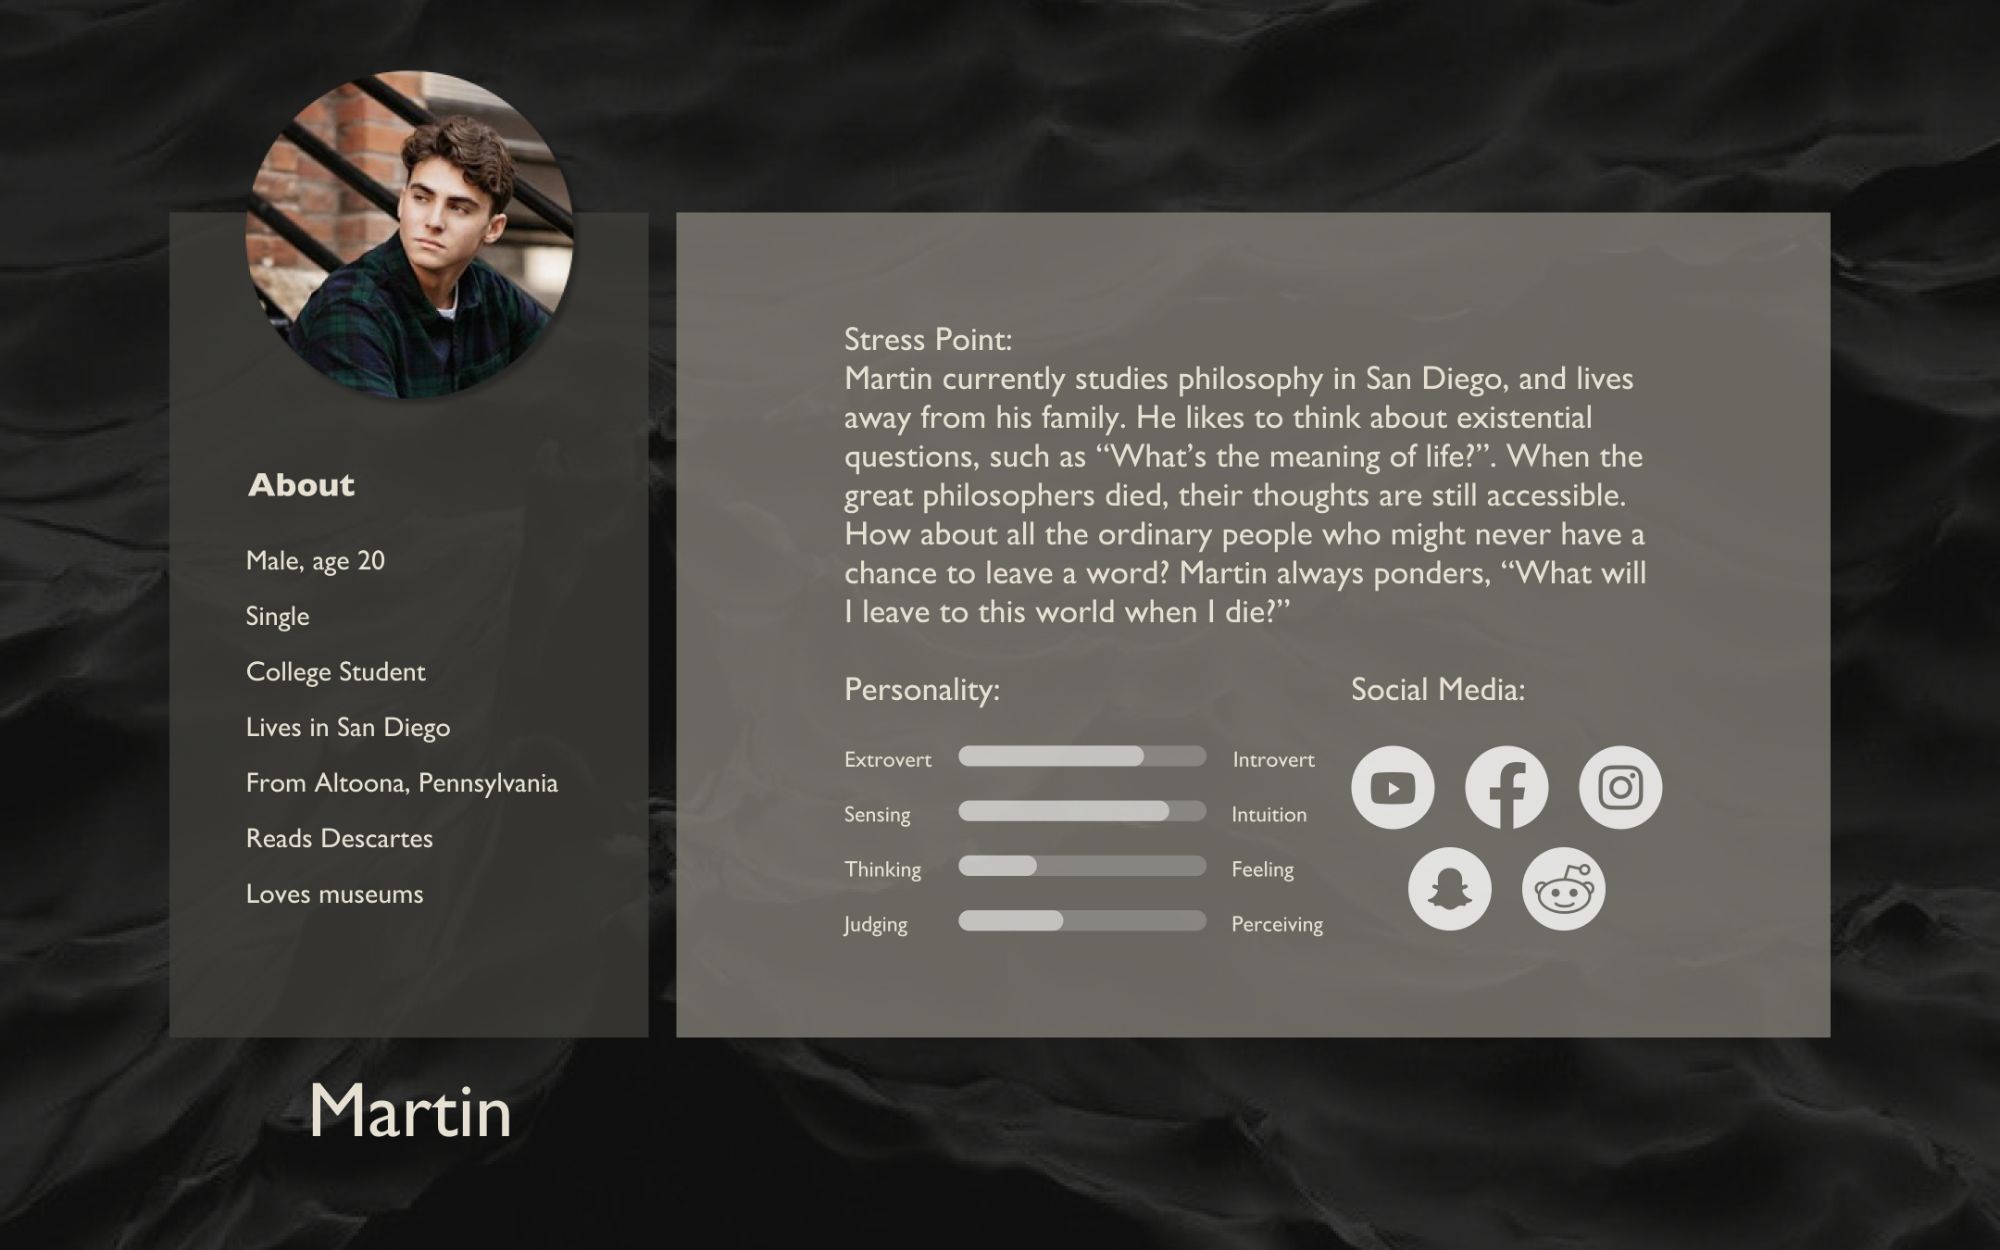 About
Male, age 20
Single
College Student
Lives in San Diego
From Altoona, Pennsylvania
Reads Descartes
Loves museums
Martin
Stress Point:
Martin currently studies philosophy in San Diego, and lives
away from his family. He likes to think about existential
questions, such as “What’s the meaning of life?”. When the
great philosophers died, their thoughts are still accessible.
How about all the ordinary people who might never have a
chance to leave a word? Martin always ponders, “What will
I leave to this world when I die?”
Personality:
Extrovert Introvert
Sensing Intuition
Thinking Feeling
Judging Perceiving
Social Media: